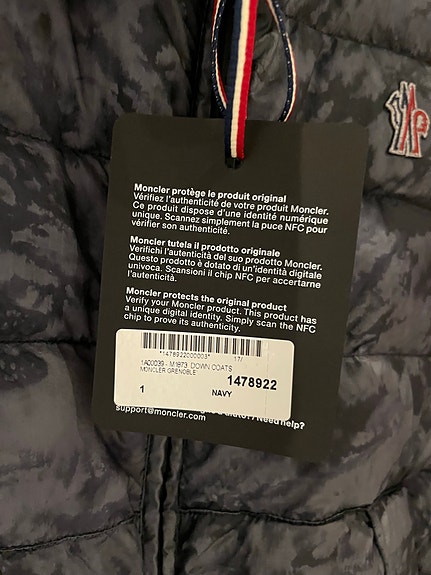 Moncler protège le produit original
Vérifiez l'authenticité de votre produit Moncler.
Ce produit dispose d'une identité numérique
unique. Scannez simplement la puce NFC pour
vérifier son authenticité.
Moncler tutela il prodotto originale
Verifichi l'autenticità del suo prodotto Moncler.
Questo prodotto è dotato di un'identità digitale
univoca. Scansioni il chip NFC per accertarne
l'autenticità.
Moncler protects the original product
Verify your Moncler product. This product has
a unique digital identity. Simply scan the NFC
chip to prove its authenticity.
*1478922000003* 17/
1A00039 - M1973 DOWN COATS
MONCLER GRENOBLE
1478922
1 NAVY
support@moncler.com
Need help?